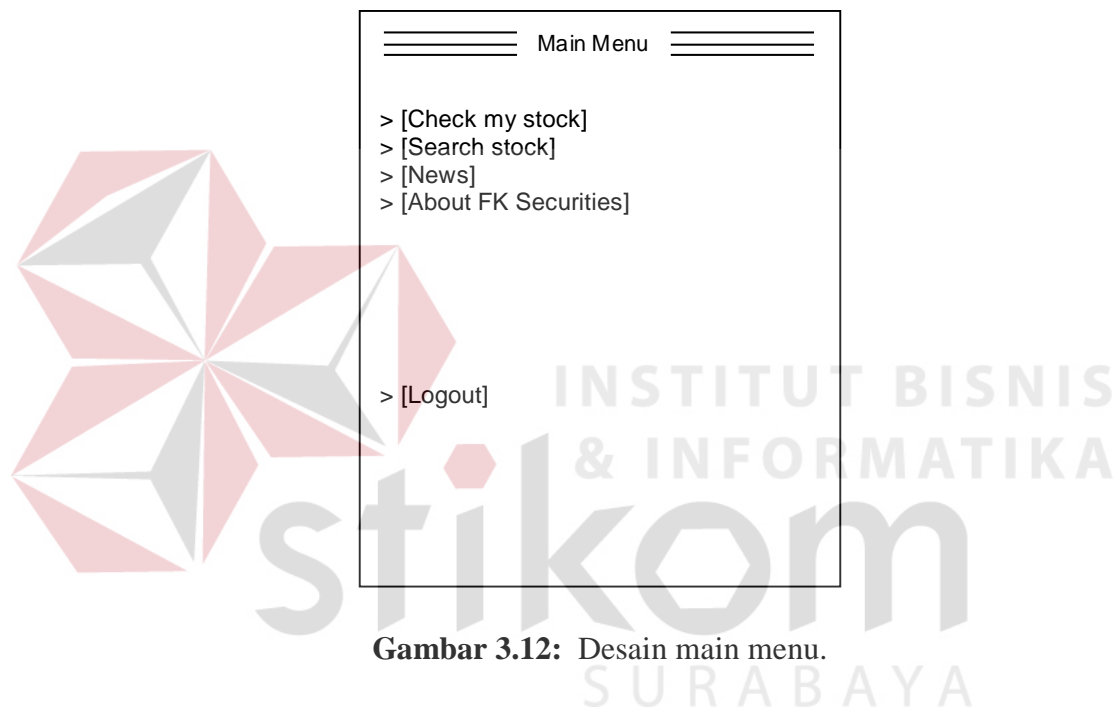 Main Menu
> [Check my stock]
> [Search stock]
> [News]
> [About FK Securities]
> [Logout]
INSTITUT BISNIS
& INFORMATIKA
stikom
SURABAYA
Gambar 3.12: Desain main menu.